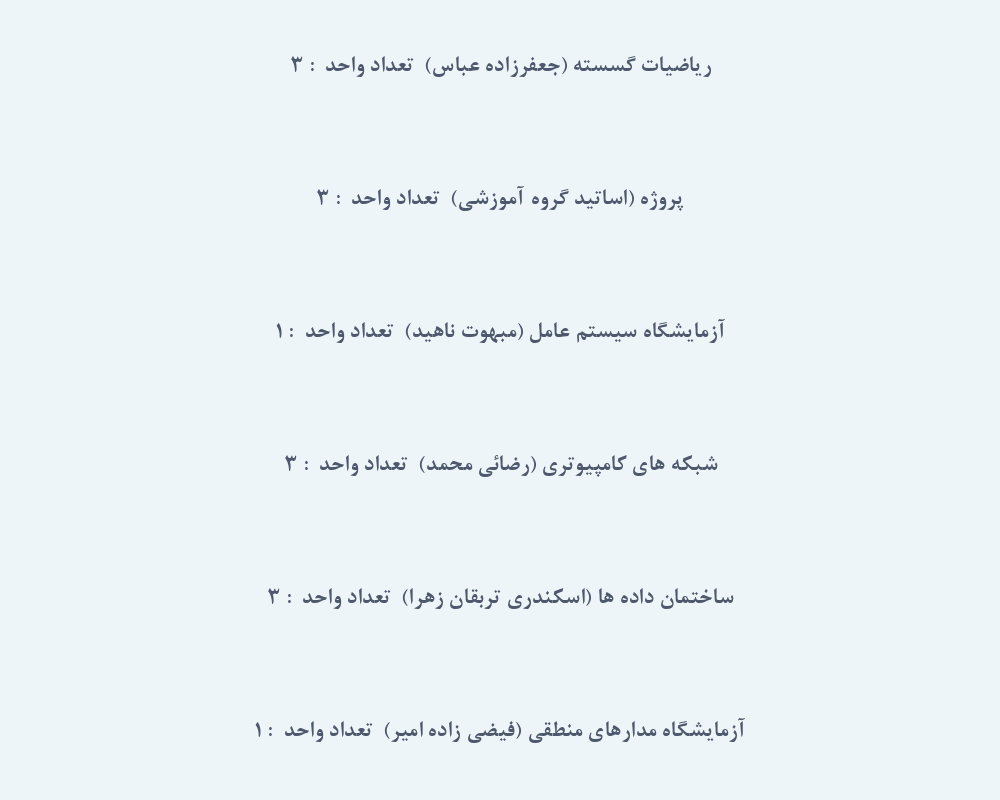 ریاضیات گسسته (جعفرزاده عباس) تعداد واحد : ۳
پروژه (اساتید گروه آموزشی) تعداد واحد : ۳
آزمایشگاه سیستم عامل (مبهوت ناهید) تعداد واحد : ۱
شبکه های کامپیوتری (رضائی محمد) تعداد واحد : ۳
ساختمان داده ها (اسکندری تربقان زهرا) تعداد واحد : ۳
آزمایشگاه مدارهای منطقی (فیضی زاده امیر) تعداد واحد : ۱